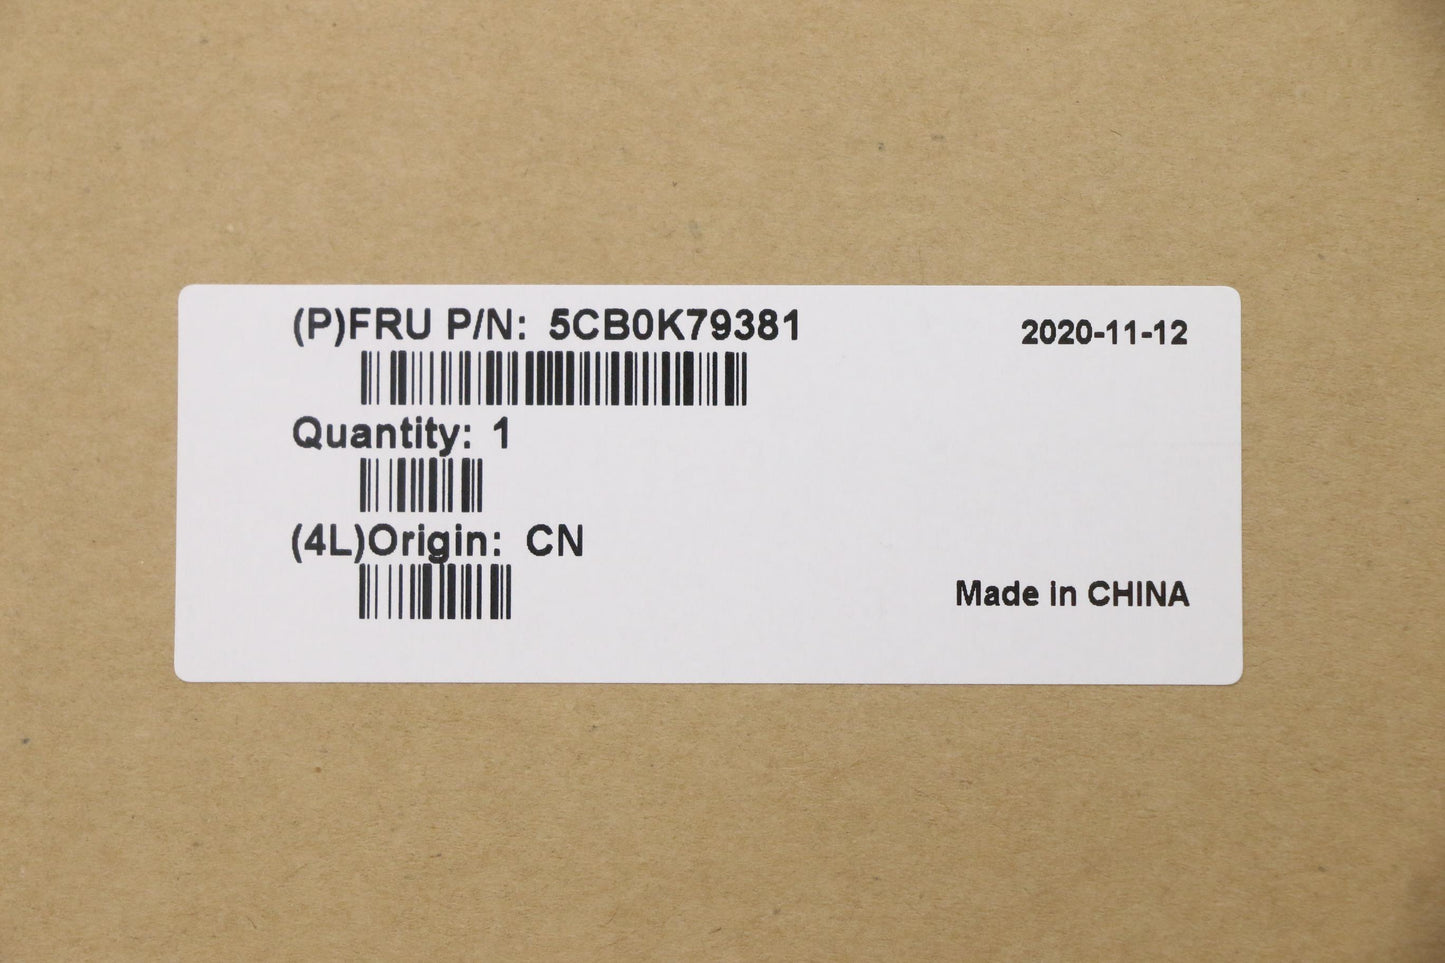 (P)FRU P/N: 5CB0K79381
2020-11-12
Quantity: 1
(4L)Origin: CN
Made in CHINA